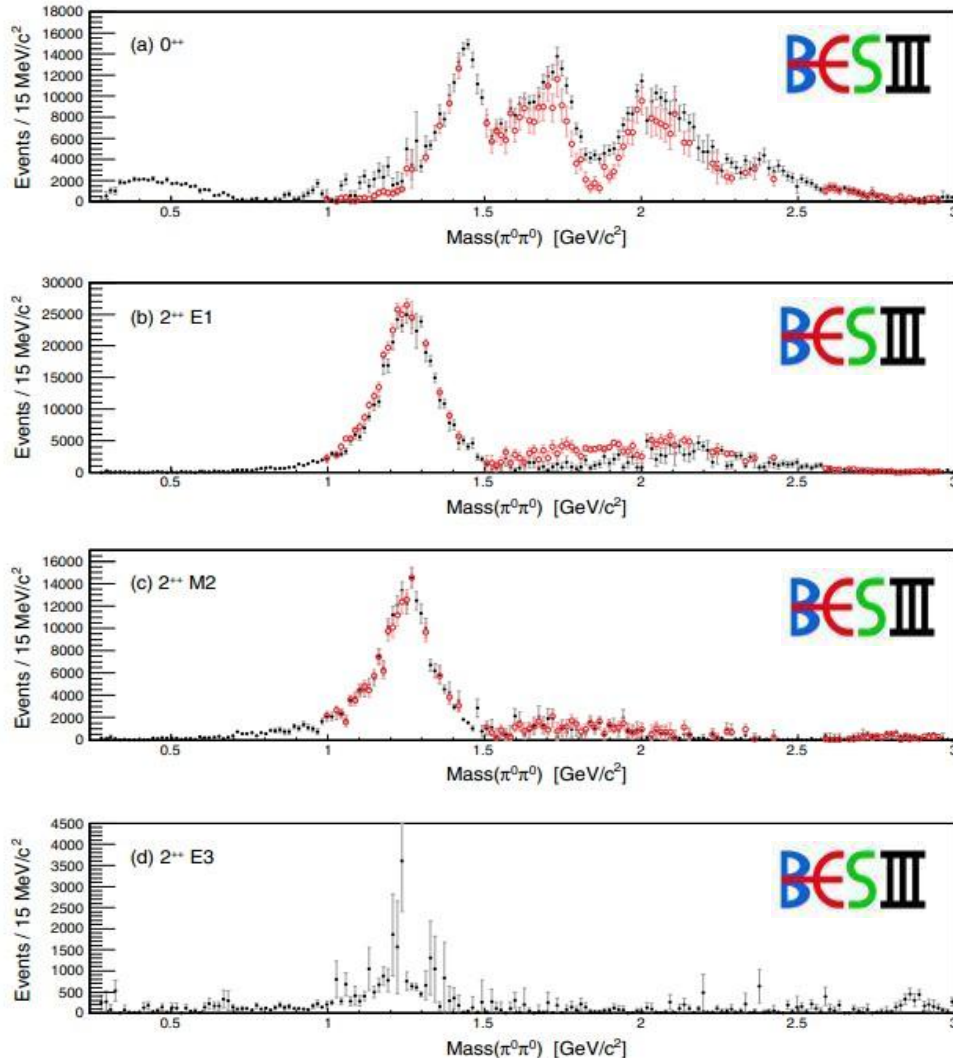 18000
16000
14000
12000
10000
8000
6000
4000
2000
0
Events / 15 MeV/c²
(a) 0⁺⁺
BESIII
0.5 1 1.5 2 2.5 3
Mass(π⁰π⁰) [GeV/c²]
30000
25000
20000
15000
10000
5000
0
Events / 15 MeV/c²
(b) 2⁺⁺ E1
BESIII
0.5 1 1.5 2 2.5 3
Mass(π⁰π⁰) [GeV/c²]
16000
14000
12000
10000
8000
6000
4000
2000
0
Events / 15 MeV/c²
(c) 2⁺⁺ M2
BESIII
0.5 1 1.5 2 2.5 3
Mass(π⁰π⁰) [GeV/c²]
4500
4000
3500
3000
2500
2000
1500
1000
500
0
Events / 15 MeV/c²
(d) 2⁺⁺ E3
BESIII
0.5 1 1.5 2 2.5 3
Mass(π⁰π⁰) [GeV/c²]